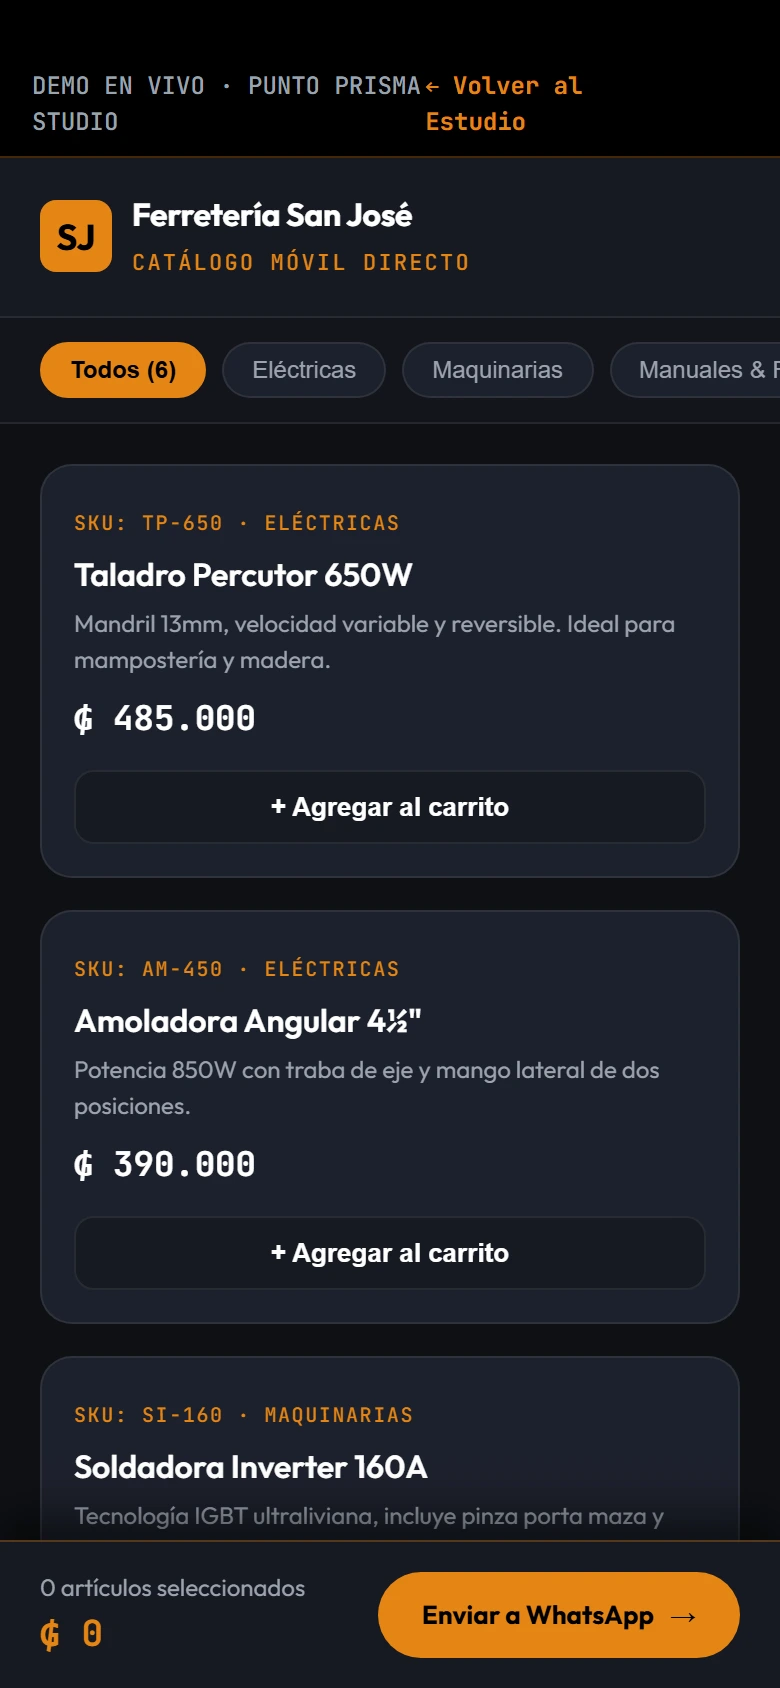 DEMO EN VIVO · PUNTO PRISMA
STUDIO
← Volver al
Estudio
SJ
Ferretería San José
CATÁLOGO MÓVIL DIRECTO
Todos (6)
Eléctricas
Maquinarias
Manuales &
SKU: TP-650 · ELÉCTRICAS
Taladro Percutor 650W
Mandril 13mm, velocidad variable y reversible. Ideal para
mampostería y madera.
₲ 485.000
+ Agregar al carrito
SKU: AM-450 · ELÉCTRICAS
Amoladora Angular 4½"
Potencia 850W con traba de eje y mango lateral de dos
posiciones.
₲ 390.000
+ Agregar al carrito
SKU: SI-160 · MAQUINARIAS
Soldadora Inverter 160A
Tecnología IGBT ultraliviana, incluye pinza porta maza y
0 artículos seleccionados
₲ 0
Enviar a WhatsApp →